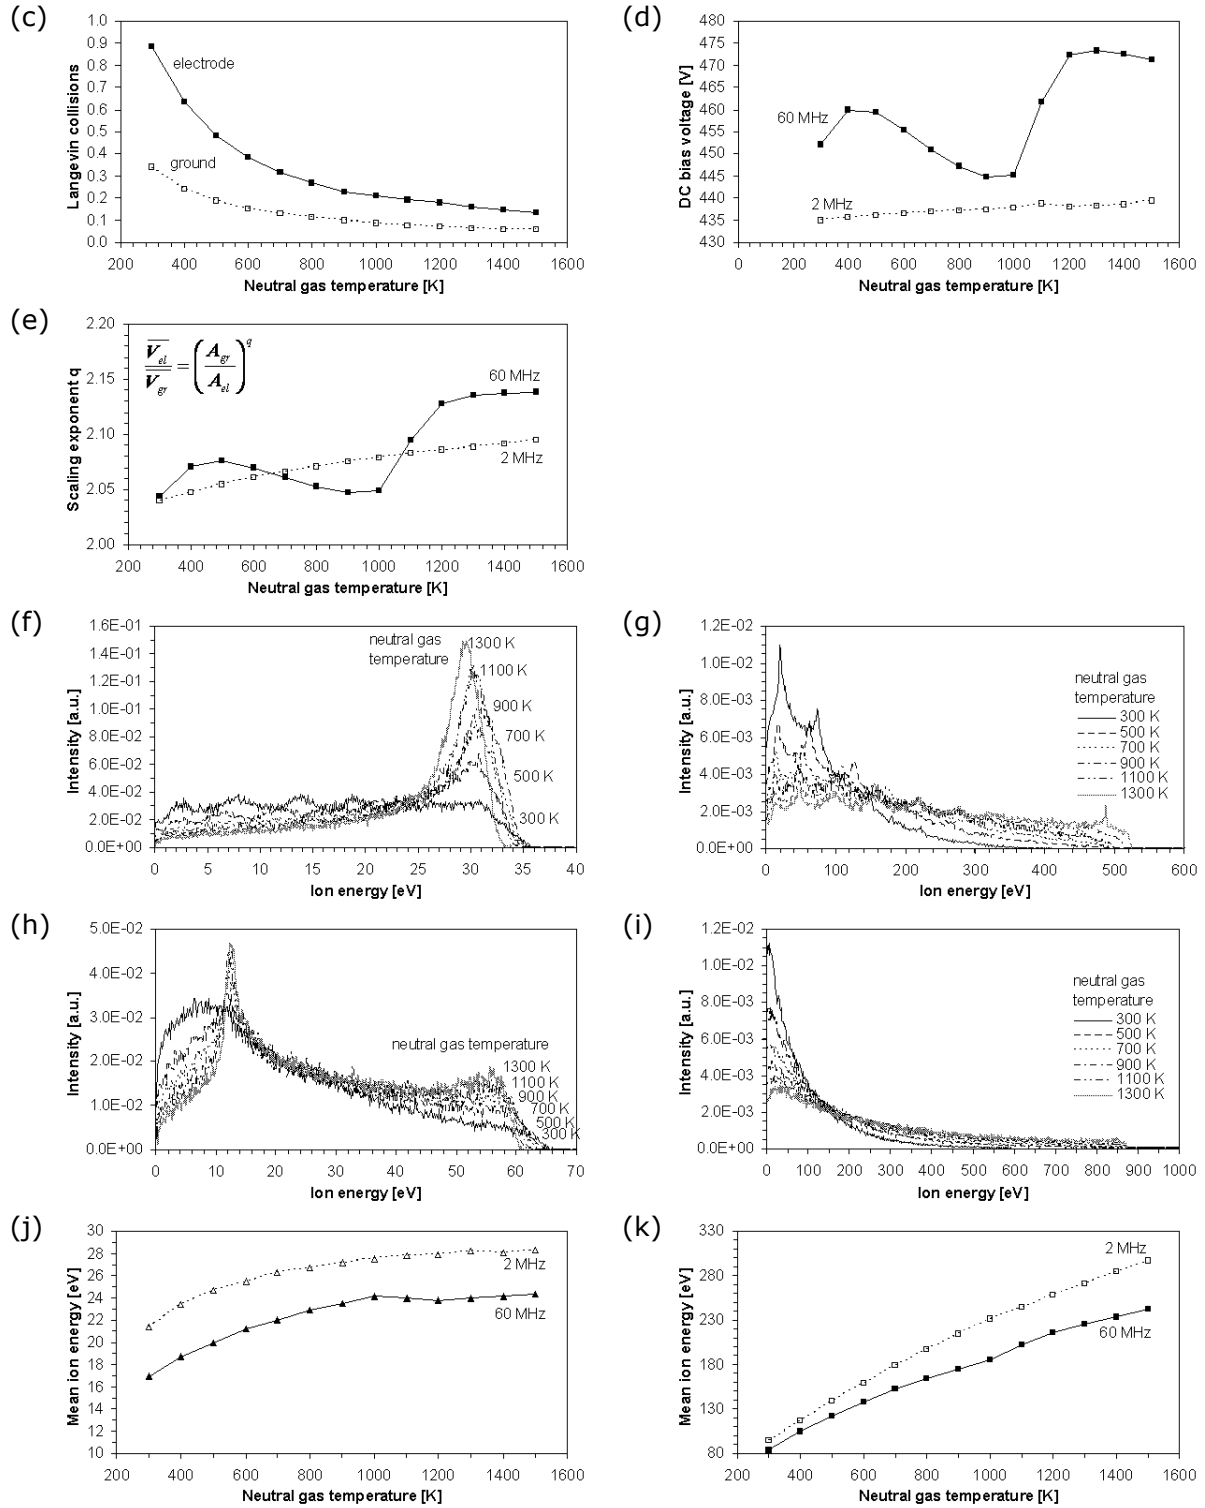 (c)
1.0
0.9
0.8
0.7
0.6
0.5
0.4
0.3
0.2
0.1
0.0
Langevin collisions
electrode
ground
200 400 600 800 1000 1200 1400 1600
Neutral gas temperature [K]
(d)
480
475
470
465
460
455
450
445
440
435
430
DC bias voltage [V]
60 MHz
2 MHz
0 200 400 600 800 1000 1200 1400 1600
Neutral gas temperature [K]
(e)
2.20
2.15
2.10
2.05
2.00
Scaling exponent q
V̅el / V̅gr = (Agr / Ael)^q
60 MHz
2 MHz
200 400 600 800 1000 1200 1400 1600
Neutral gas temperature [K]
(f)
1.6E-01
1.4E-01
1.2E-01
1.0E-01
8.0E-02
6.0E-02
4.0E-02
2.0E-02
0.0E+00
Intensity [a.u.]
neutral gas
temperature
1300 K
1100 K
900 K
700 K
500 K
300 K
0 5 10 15 20 25 30 35 40
Ion energy [eV]
(g)
1.2E-02
1.0E-02
8.0E-03
6.0E-03
4.0E-03
2.0E-03
0.0E+00
Intensity [a.u.]
neutral gas
temperature
300 K
500 K
700 K
900 K
1100 K
1300 K
0 100 200 300 400 500 600
Ion energy [eV]
(h)
5.0E-02
4.0E-02
3.0E-02
2.0E-02
1.0E-02
0.0E+00
Intensity [a.u.]
neutral gas temperature
1300 K
1100 K
900 K
700 K
500 K
300 K
0 10 20 30 40 50 60 70
Ion energy [eV]
(i)
1.2E-02
1.0E-02
8.0E-03
6.0E-03
4.0E-03
2.0E-03
0.0E+00
Intensity [a.u.]
neutral gas
temperature
300 K
500 K
700 K
900 K
1100 K
1300 K
0 100 200 300 400 500 600 700 800 900 1000
Ion energy [eV]
(j)
30
28
26
24
22
20
18
16
14
12
10
Mean ion energy [eV]
2 MHz
60 MHz
200 400 600 800 1000 1200 1400 1600
Neutral gas temperature [K]
(k)
330
280
230
180
130
80
Mean ion energy [eV]
2 MHz
60 MHz
200 400 600 800 1000 1200 1400 1600
Neutral gas temperature [K]